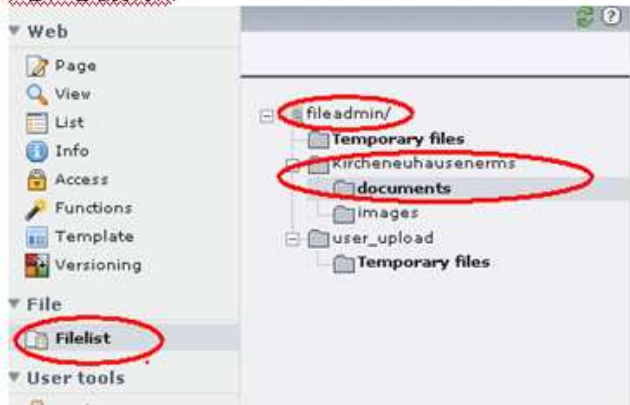 Web
Page
View
List
Info
Access
Functions
Template
Versioning
File
Filelist
User tools
fileadmin/
Temporary files
Kircheneuhausenerms
documents
images
user_upload
Temporary files